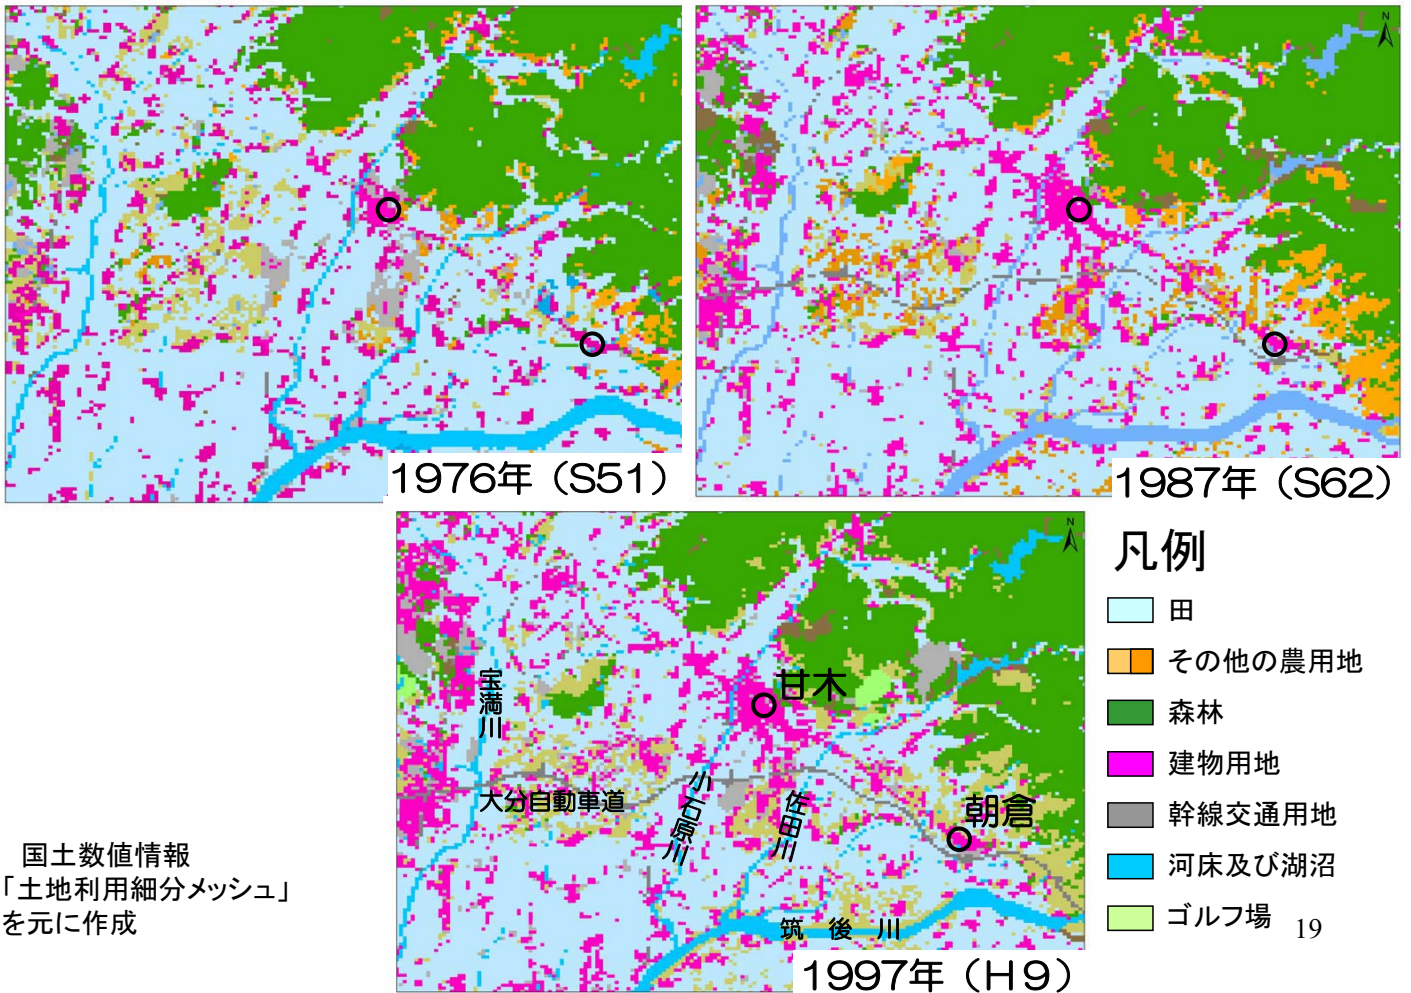 N
1976年（S51）
1987年（S62）
N
宝満川
甘木
大分自動車道
小石原川
佐田川
朝倉
筑後川
1997年（H9）
凡例
田
その他の農用地
森林
建物用地
幹線交通用地
河床及び湖沼
ゴルフ場
国土数値情報
「土地利用細分メッシュ」
を元に作成
19